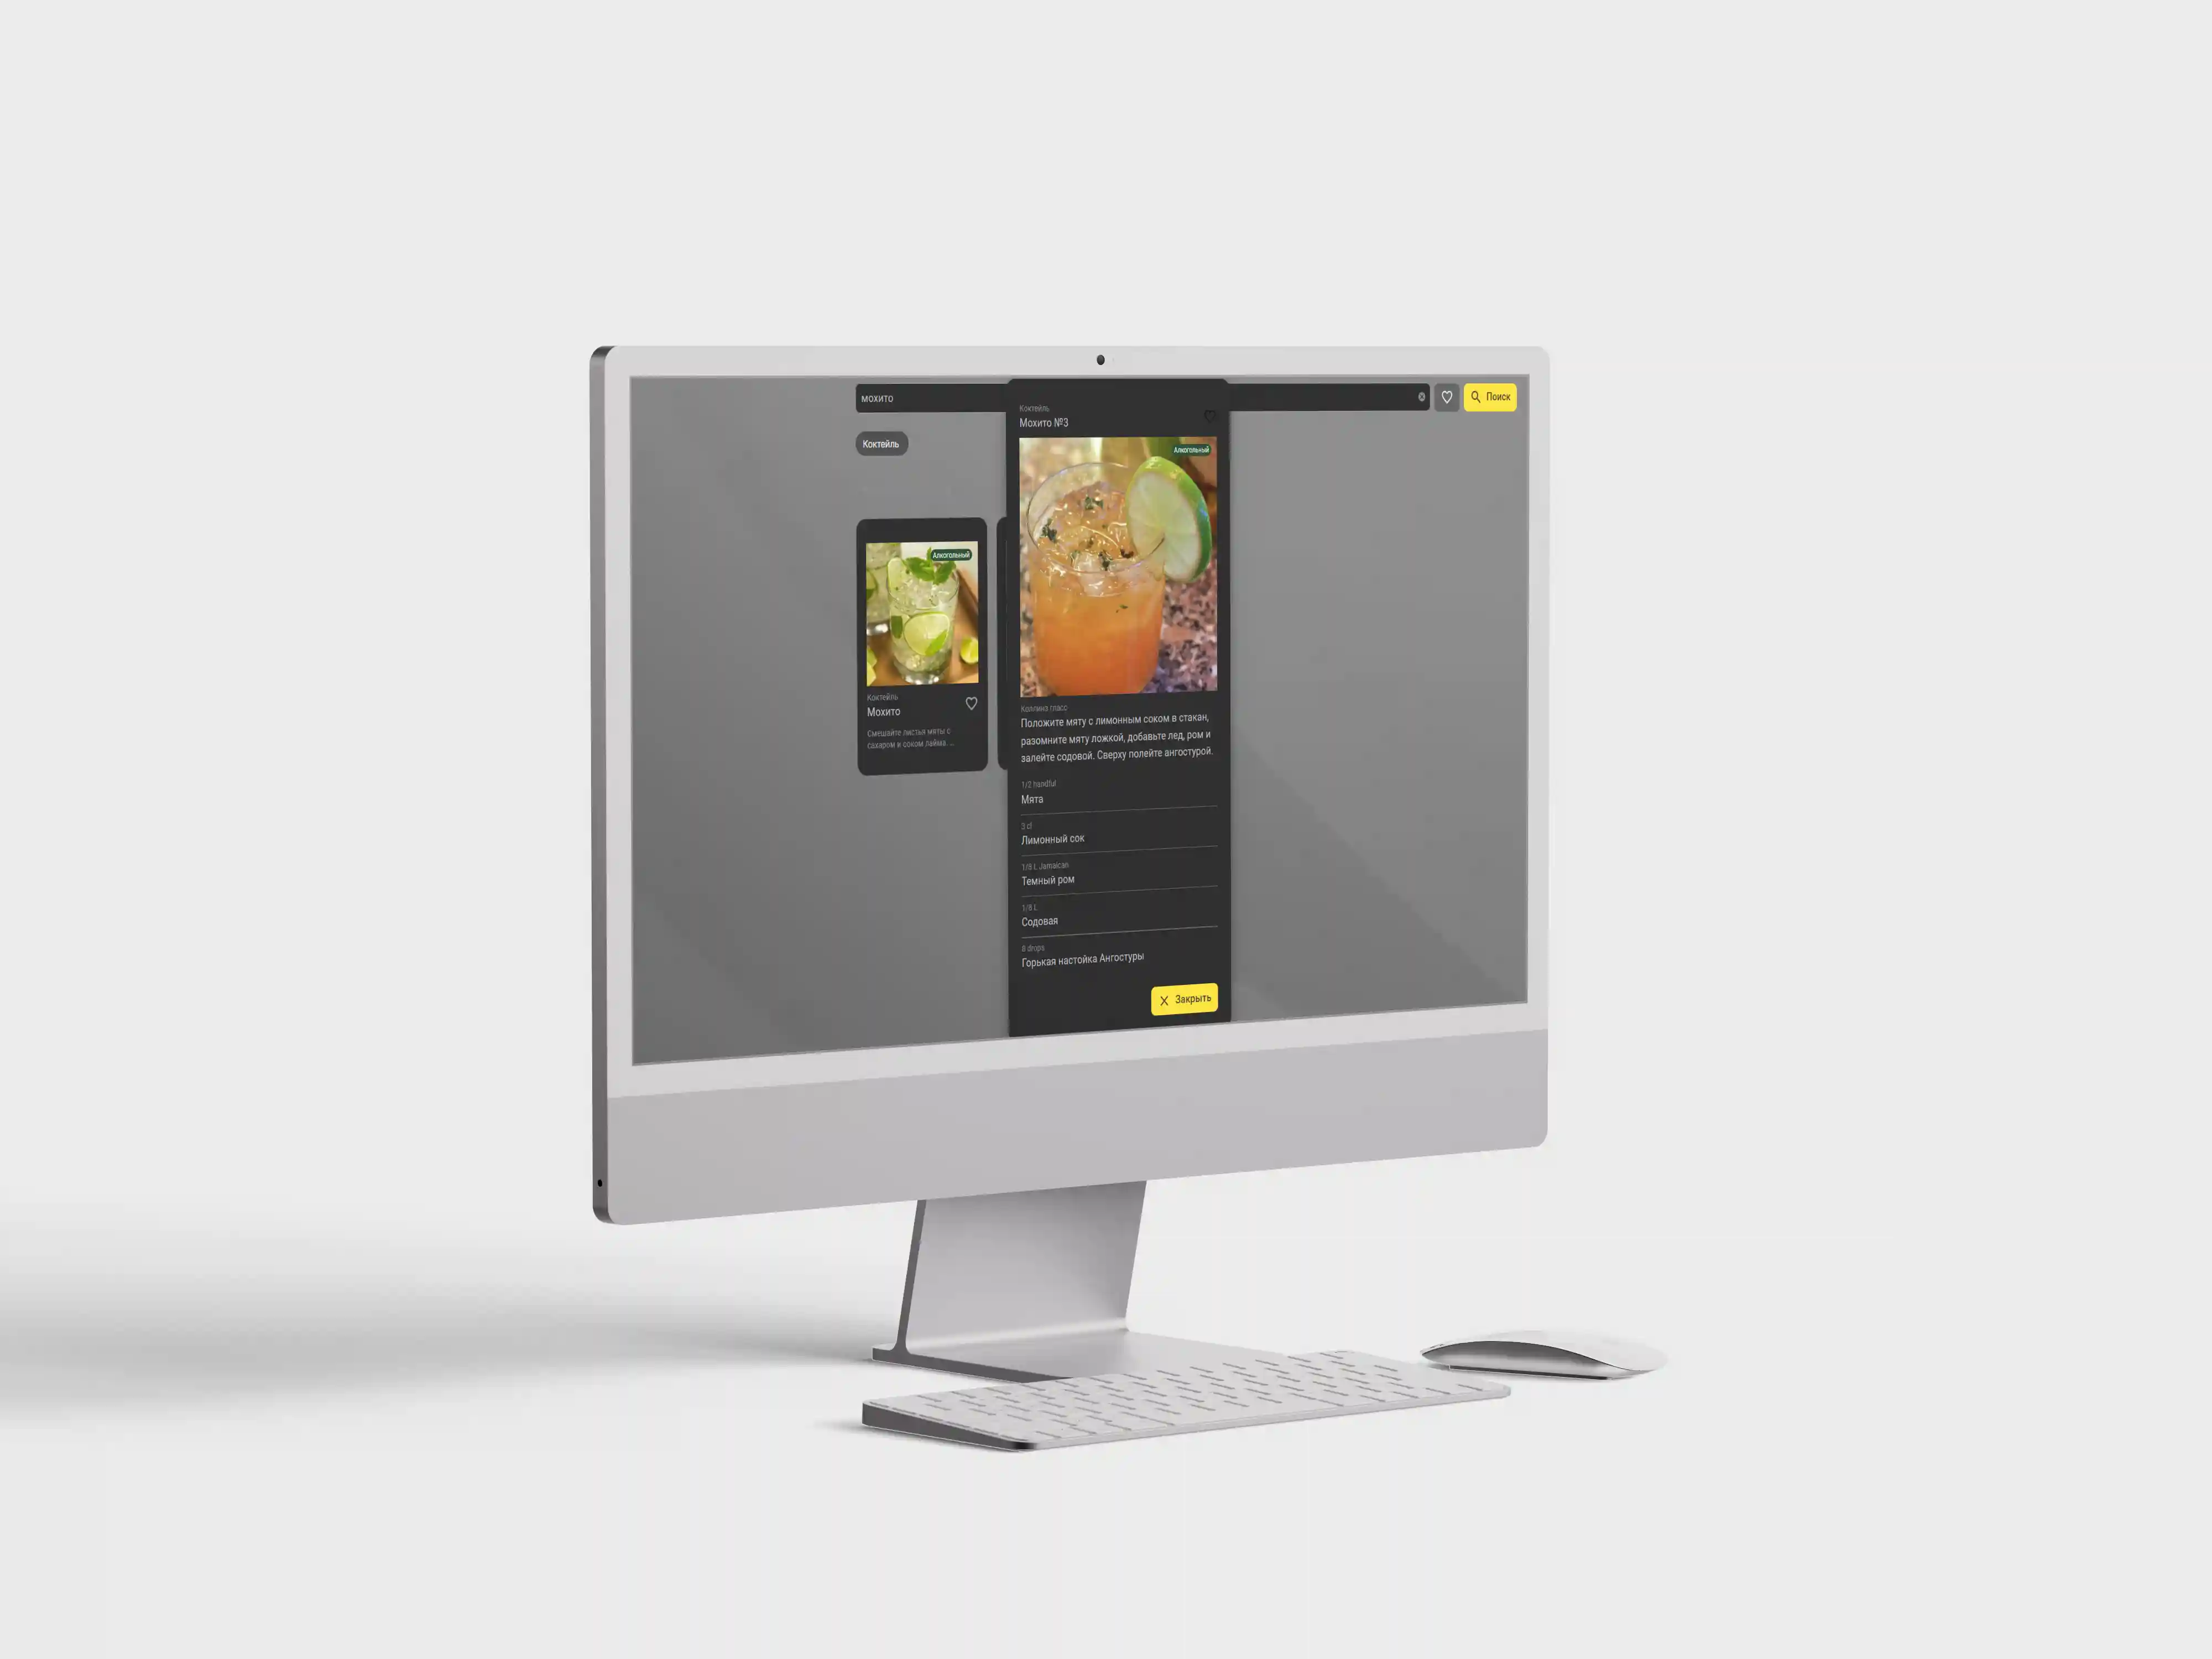 мохито
Поиск
Коктейль
Алкогольный
Коктейль
Мохито
Смешайте листья мяты с
сахаром и соком лайма. ...
Коктейль
Мохито №3
Алкогольный
Коллинз гласс
Положите мяту с лимонным соком в стакан,
разомните мяту ложкой, добавьте лед, ром и
залейте содовой. Сверху полейте ангостурой.
1/2 handful
Мята
3 cl
Лимонный сок
1/8 L Jamaican
Темный ром
1/8 L
Содовая
8 drops
Горькая настойка Ангостуры
Закрыть